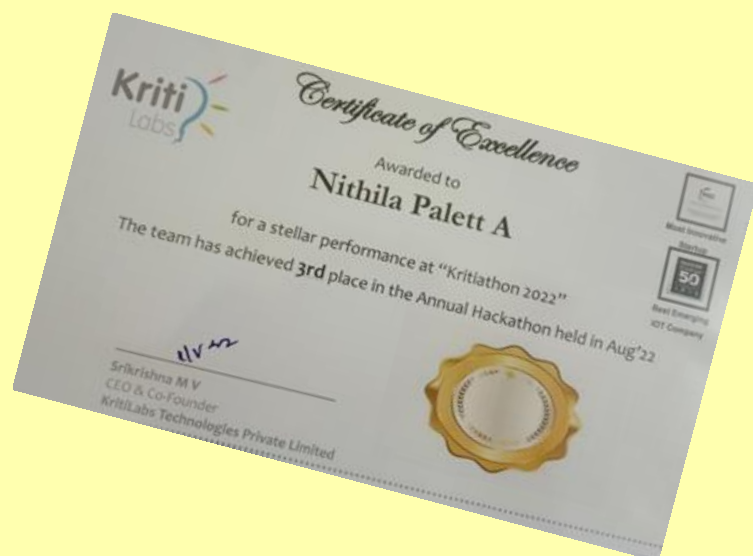 Kriti
Labs
Certificate of Excellence
Awarded to
Nithila Palett A
for a stellar performance at “Kritiathon 2022”
The team has achieved 3rd place in the Annual Hackathon held in Aug'22
Most Innovative
Startup
50
Best Emerging
IOT Company
Srikrishna M V
CEO & Co-Founder
KritiLabs Technologies Private Limited